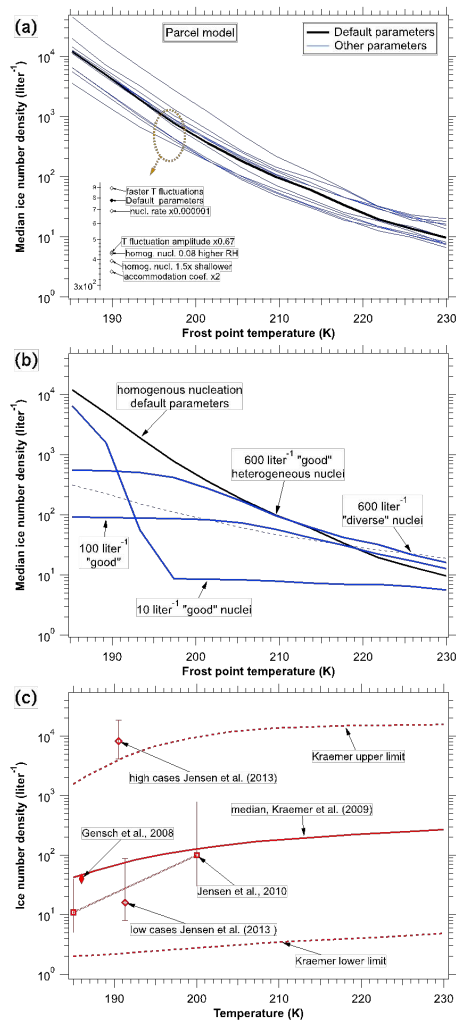 (a)
Parcel model
Default parameters
Other parameters
Median ice number density (liter⁻¹)
10⁴
10³
10²
10¹
10⁰
9
8
7
6
5
4
3x10²
faster T fluctuations
Default parameters
nucl. rate x0.000001
T fluctuation amplitude x0.67
homog. nucl. 0.08 higher RH
homog. nucl. 1.5x shallower
accommodation coef. x2
190 200 210 220 230
Frost point temperature (K)
(b)
Median ice number density (liter⁻¹)
10⁴
10³
10²
10¹
10⁰
homogenous nucleation
default parameters
600 liter⁻¹ "good"
heterogeneous nuclei
600 liter⁻¹
"diverse" nuclei
100 liter⁻¹
"good"
10 liter⁻¹ "good" nuclei
190 200 210 220 230
Frost point temperature (K)
(c)
Ice number density (liter⁻¹)
10⁴
10³
10²
10¹
10⁰
Kraemer upper limit
high cases Jensen et al. (2013)
median, Kraemer et al. (2009)
Gensch et al., 2008
Jensen et al., 2010
low cases Jensen et al. (2013 )
Kraemer lower limit
190 200 210 220 230
Temperature (K)